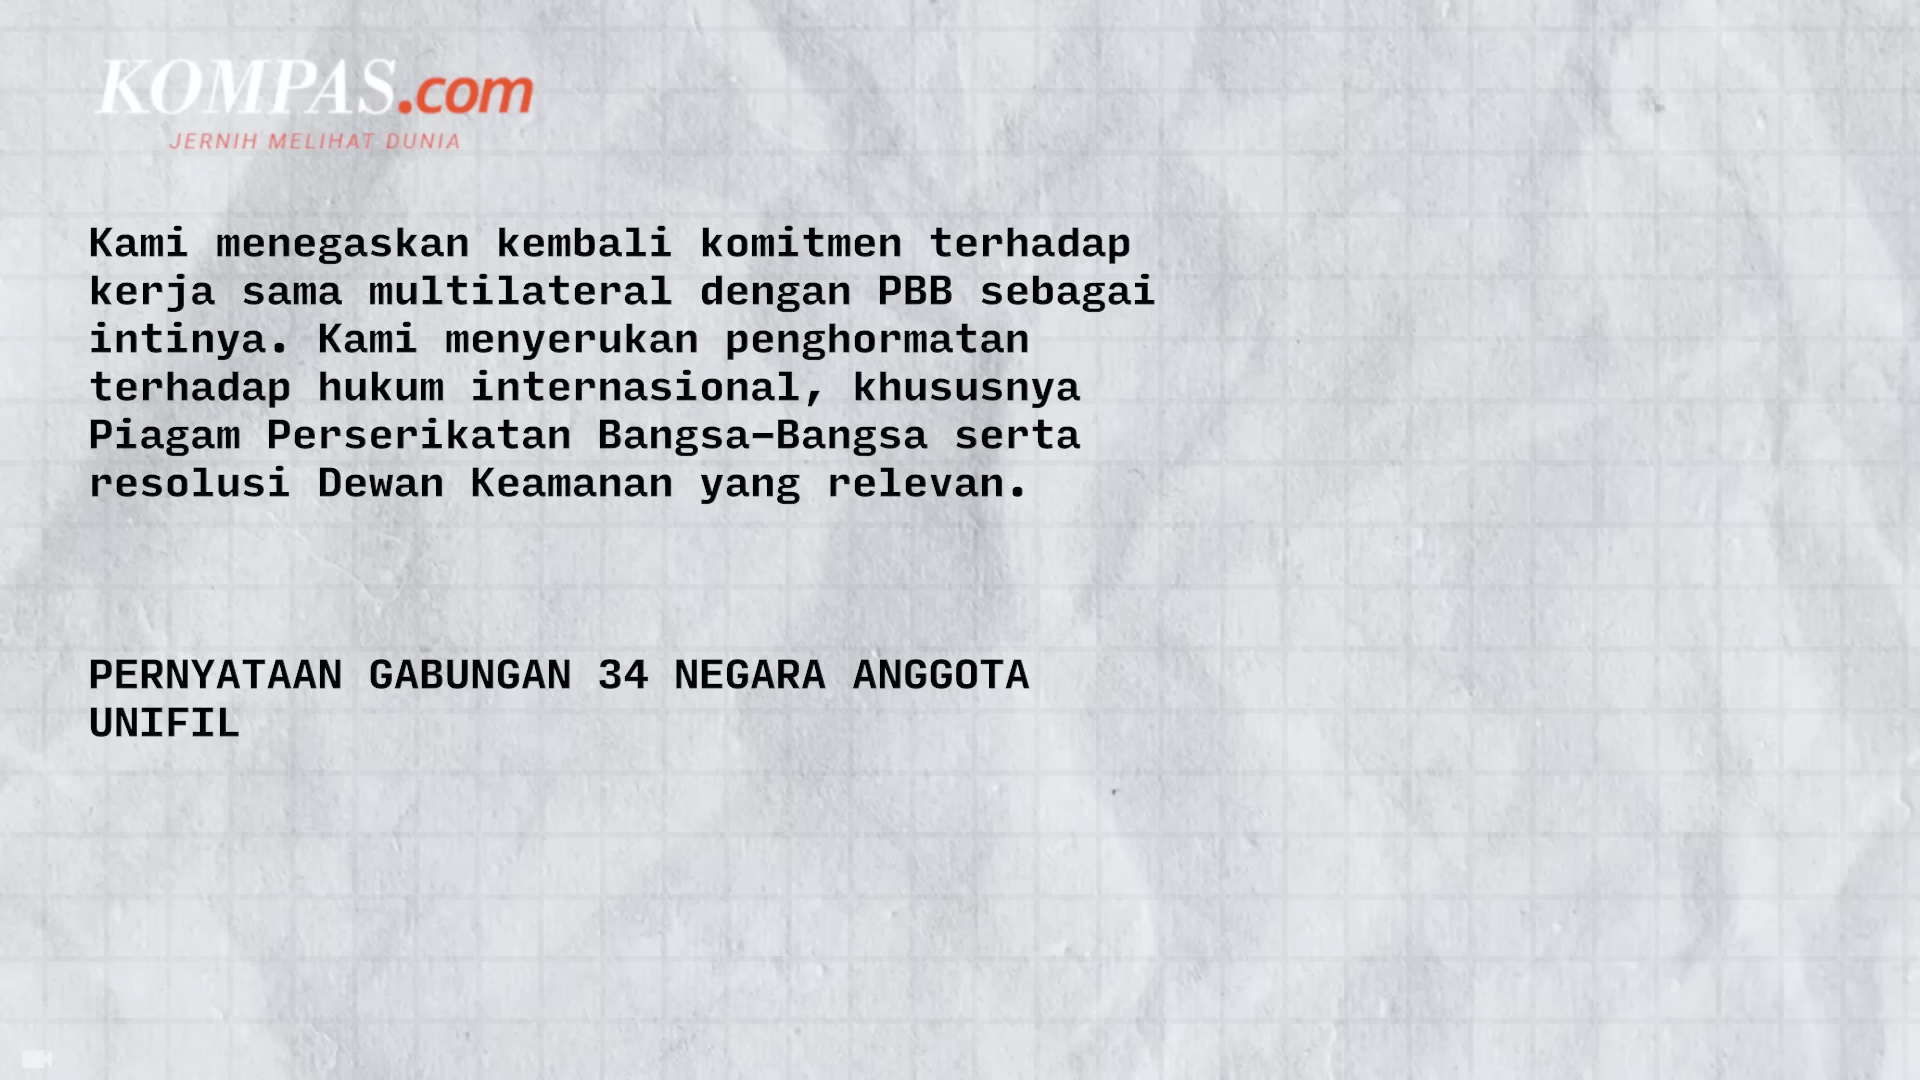 KOMPAS.com
JERNIH MELIHAT DUNIA
Kami menegaskan kembali komitmen terhadap
kerja sama multilateral dengan PBB sebagai
intinya. Kami menyerukan penghormatan
terhadap hukum internasional, khususnya
Piagam Perserikatan Bangsa-Bangsa serta
resolusi Dewan Keamanan yang relevan.
PERNYATAAN GABUNGAN 34 NEGARA ANGGOTA
UNIFIL